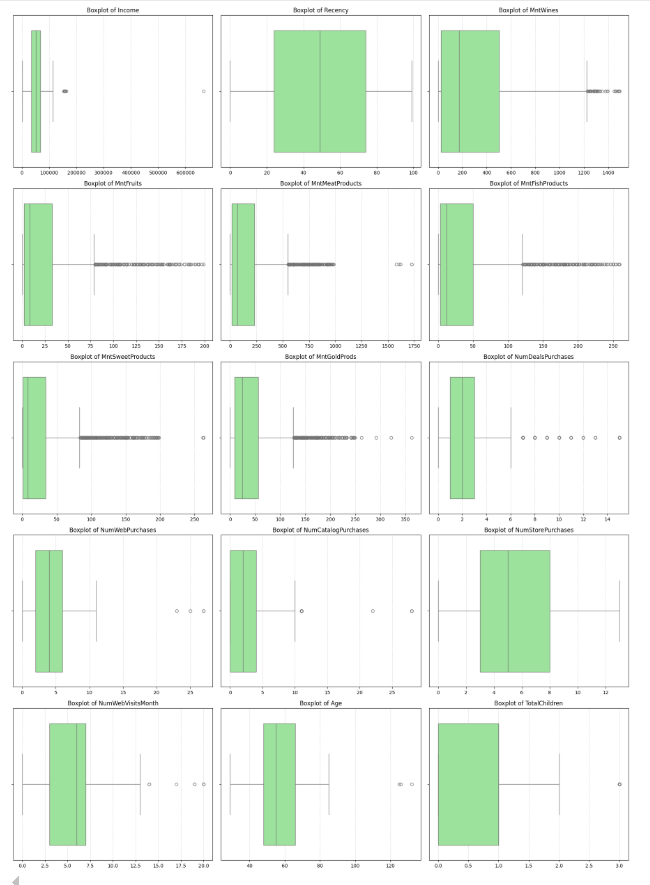 Boxplot of Income
Boxplot of Recency
Boxplot of MntWines
0 100000 200000 300000 400000 500000 600000
0 20 40 60 80 100
0 200 400 600 800 1000 1200 1400
Boxplot of MntFruits
Boxplot of MntMeatProducts
Boxplot of MntFishProducts
0 25 50 75 100 125 150 175 200
0 250 500 750 1000 1250 1500 1750
0 50 100 150 200 250
Boxplot of MntSweetProducts
Boxplot of MntGoldProds
Boxplot of NumDealsPurchases
0 50 100 150 200 250
0 50 100 150 200 250 300 350
0 2 4 6 8 10 12 14
Boxplot of NumWebPurchases
Boxplot of NumCatalogPurchases
Boxplot of NumStorePurchases
0 5 10 15 20 25
0 5 10 15 20 25
0 2 4 6 8 10 12
Boxplot of NumWebVisitsMonth
Boxplot of Age
Boxplot of TotalChildren
0.0 2.5 5.0 7.5 10.0 12.5 15.0 17.5 20.0
40 60 80 100 120
0.0 0.5 1.0 1.5 2.0 2.5 3.0